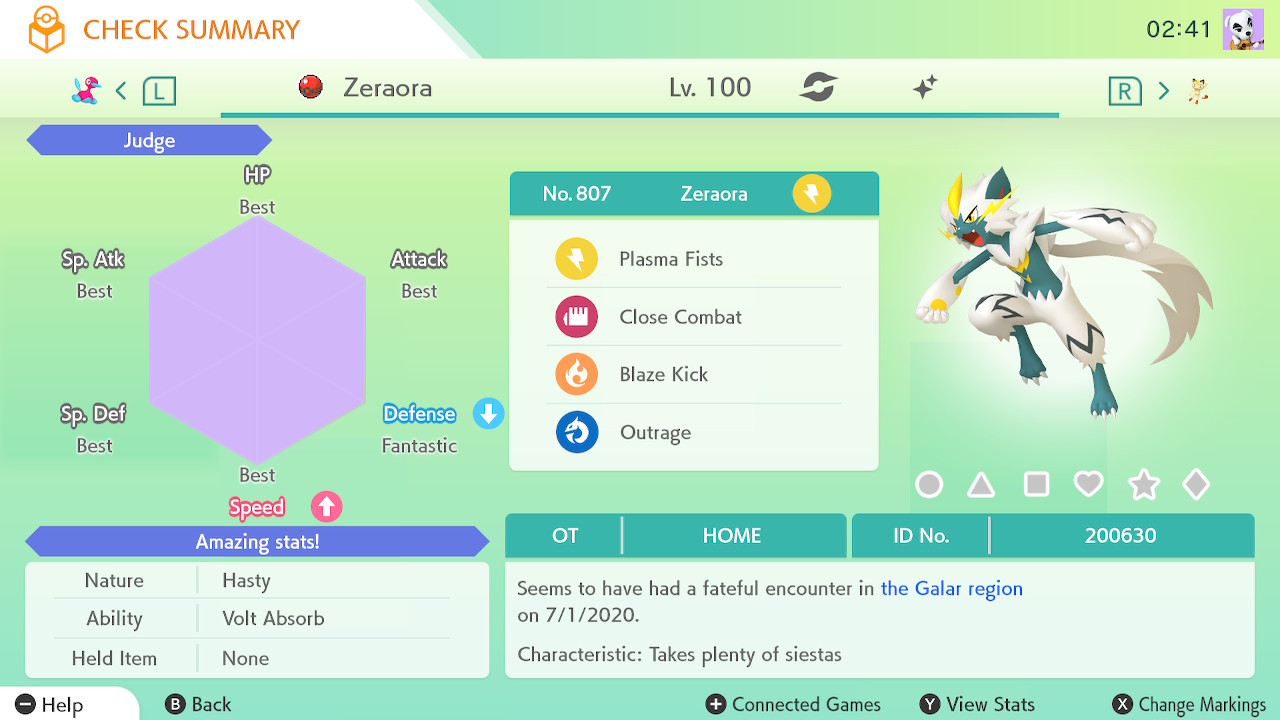 CHECK SUMMARY
02:41
L
Zeraora
Lv. 100
R
Judge
HP
Best
Sp. Atk
Best
Attack
Best
Sp. Def
Best
Defense
Fantastic
Best
Speed
Amazing stats!
Nature Hasty
Ability Volt Absorb
Held Item None
No. 807 Zeraora
Plasma Fists
Close Combat
Blaze Kick
Outrage
OT HOME ID No. 200630
Seems to have had a fateful encounter in the Galar region
on 7/1/2020.
Characteristic: Takes plenty of siestas
Help
B Back
Connected Games
Y View Stats
X Change Markings